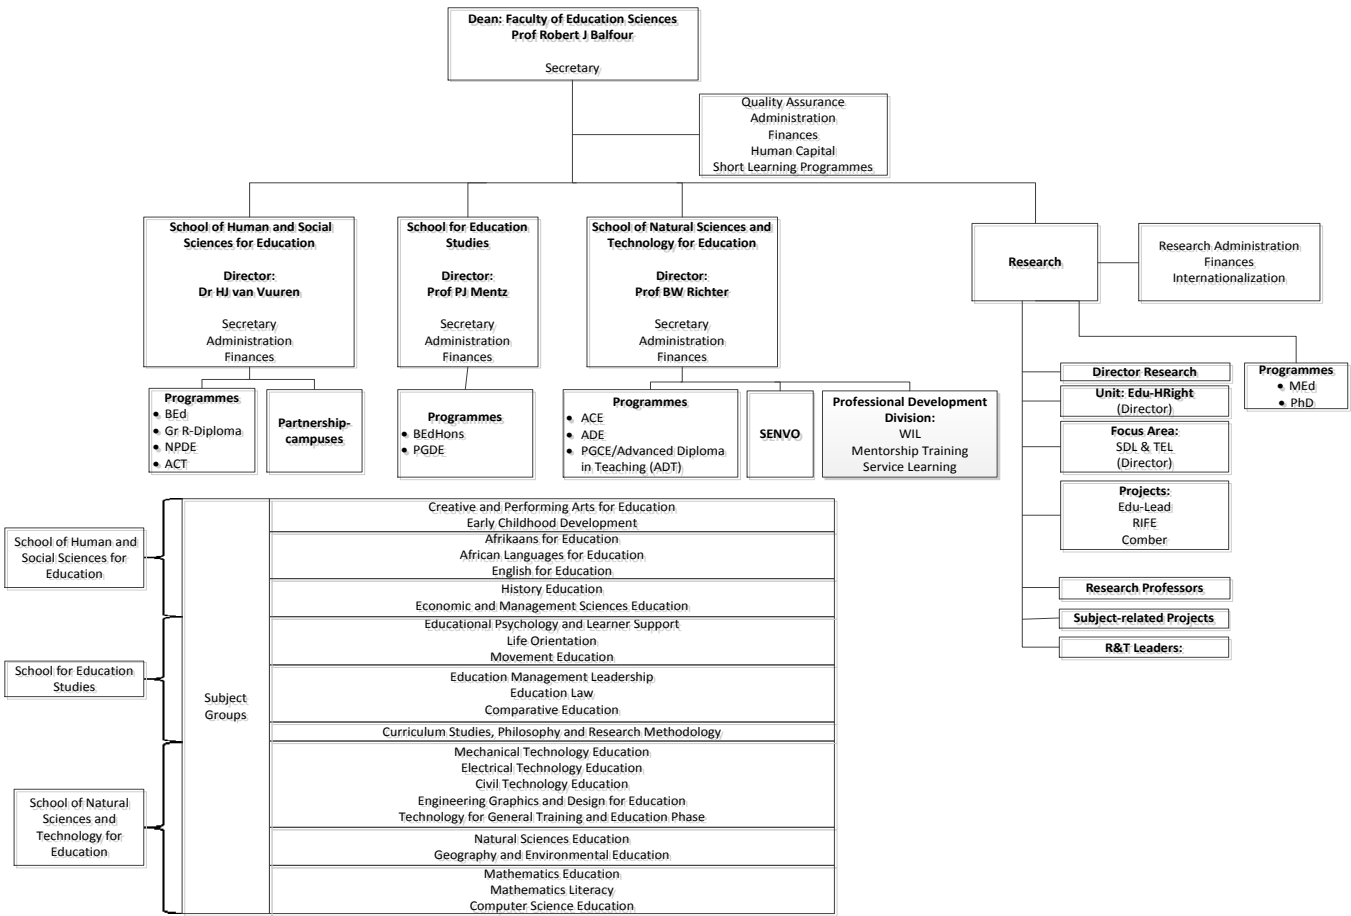 Dean: Faculty of Education Sciences
Prof Robert J Balfour
Secretary
Quality Assurance
Administration
Finances
Human Capital
Short Learning Programmes
School of Human and Social
Sciences for Education
Director:
Dr HJ van Vuuren
Secretary
Administration
Finances
School for Education
Studies
Director:
Prof PJ Mentz
Secretary
Administration
Finances
School of Natural Sciences and
Technology for Education
Director:
Prof BW Richter
Secretary
Administration
Finances
Research
Research Administration
Finances
Internationalization
Programmes
• BEd
• Gr R-Diploma
• NPDE
• ACT
Partnership-
campuses
Programmes
• BEdHons
• PGDE
Programmes
• ACE
• ADE
• PGCE/Advanced Diploma
in Teaching (ADT)
SENVO
Professional Development
Division:
WIL
Mentorship Training
Service Learning
Director Research
Unit: Edu-HRight
(Director)
Focus Area:
SDL & TEL
(Director)
Projects:
Edu-Lead
RIFE
Comber
Research Professors
Subject-related Projects
R&T Leaders:
Programmes
• MEd
• PhD
School of Human and
Social Sciences for
Education
School for Education
Studies
School of Natural
Sciences and
Technology for
Education
Subject
Groups
Creative and Performing Arts for Education
Early Childhood Development
Afrikaans for Education
African Languages for Education
English for Education
History Education
Economic and Management Sciences Education
Educational Psychology and Learner Support
Life Orientation
Movement Education
Education Management Leadership
Education Law
Comparative Education
Curriculum Studies, Philosophy and Research Methodology
Mechanical Technology Education
Electrical Technology Education
Civil Technology Education
Engineering Graphics and Design for Education
Technology for General Training and Education Phase
Natural Sciences Education
Geography and Environmental Education
Mathematics Education
Mathematics Literacy
Computer Science Education